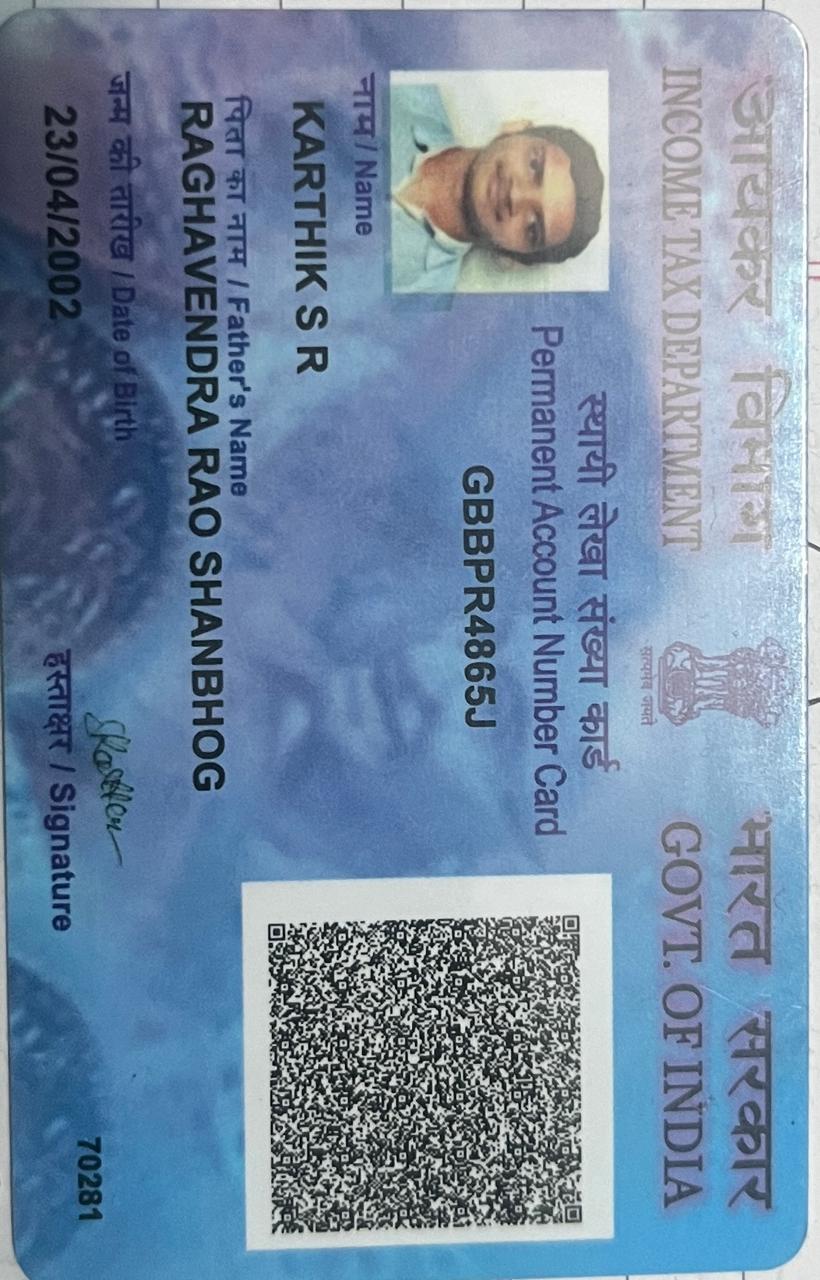 आयकर विभाग
INCOME TAX DEPARTMENT
सत्यमेव जयते
भारत सरकार
GOVT. OF INDIA
स्थायी लेखा संख्या कार्ड
Permanent Account Number Card
GBBPR4865J
नाम / Name
KARTHIK S R
पिता का नाम / Father's Name
RAGHAVENDRA RAO SHANBHOG
जन्म की तारीख / Date of Birth
23/04/2002
हस्ताक्षर / Signature
70281